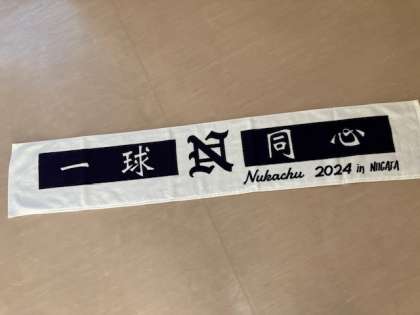 一球 N 同心
Nukachu 2024 in NIIGATA